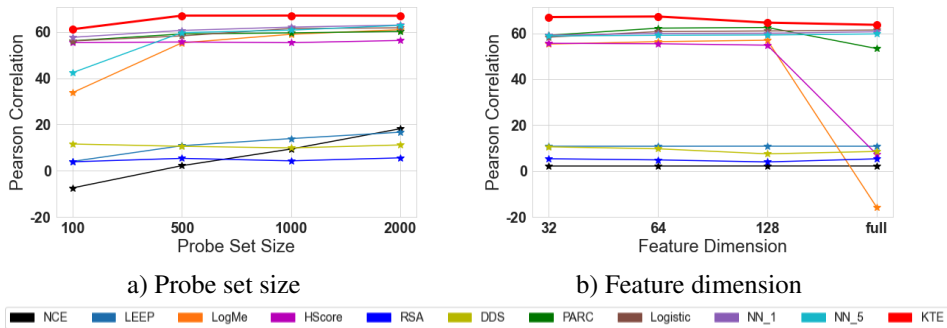 60
40
20
0
-20
Pearson Correlation
100 500 1000 2000
Probe Set Size
a) Probe set size
60
40
20
0
-20
Pearson Correlation
32 64 128 full
Feature Dimension
b) Feature dimension
NCE LEEP LogMe HScore RSA DDS PARC Logistic NN_1 NN_5 KTE